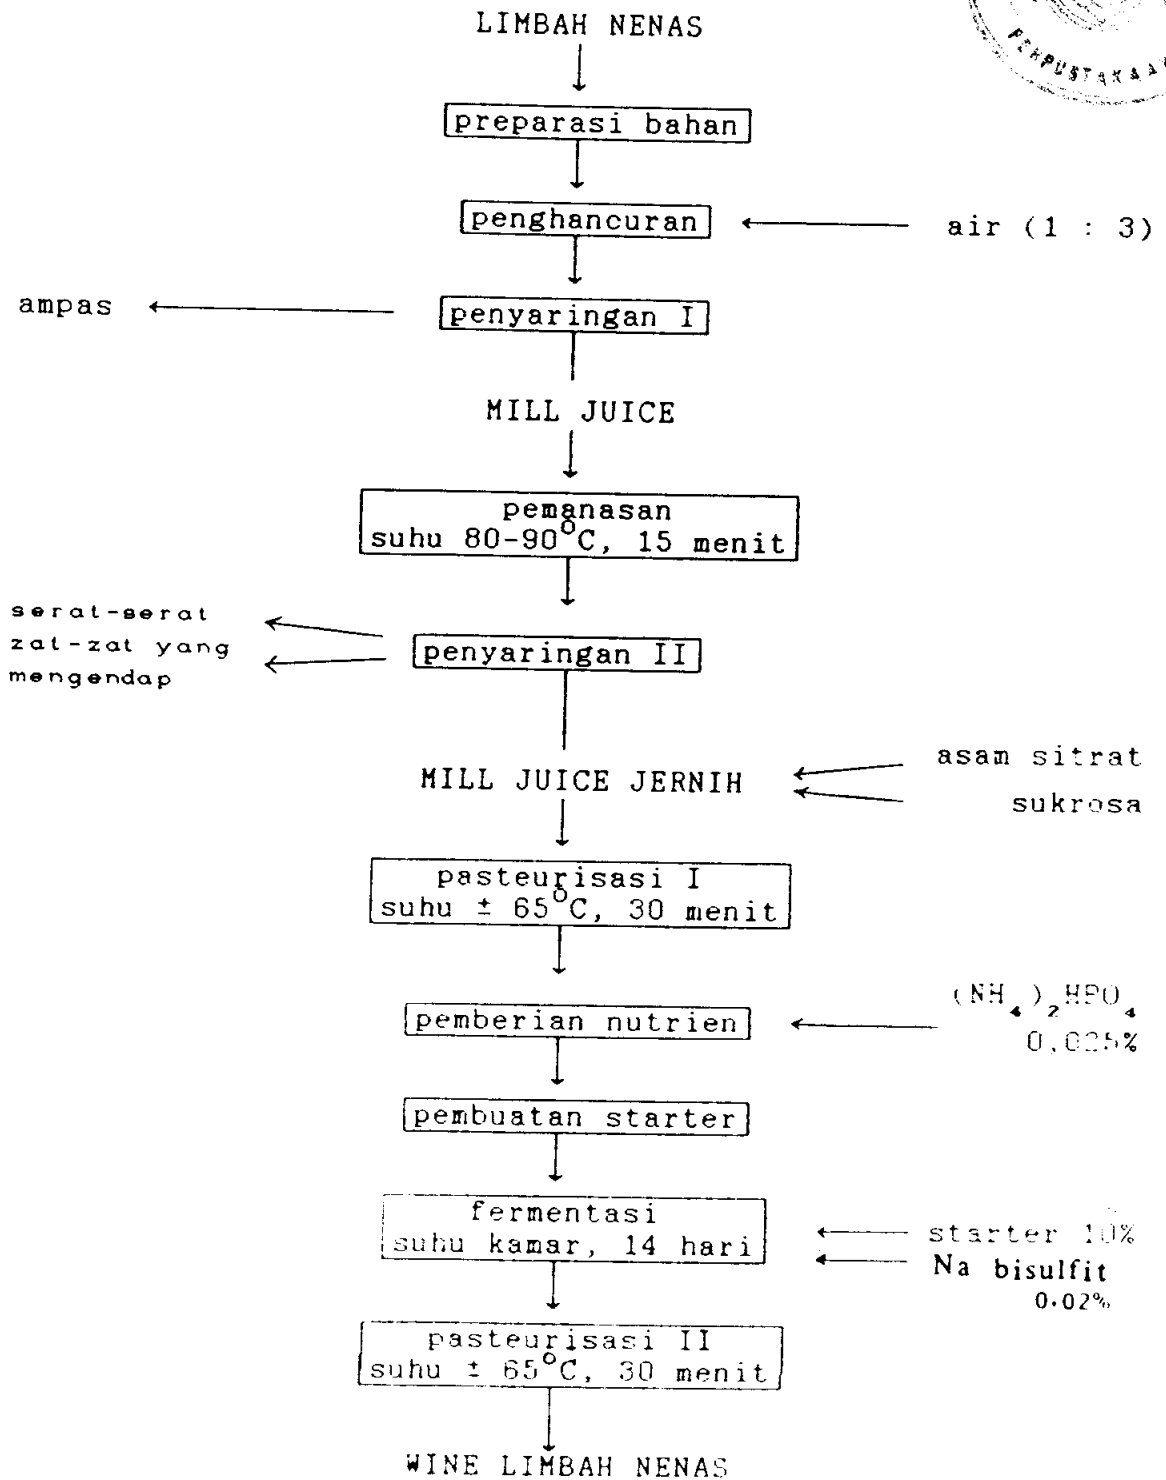 LIMBAH NENAS
PERPUSTAKAAN
preparasi bahan
penghancuran
air (1 : 3)
ampas
penyaringan I
MILL JUICE
pemanasan
suhu 80-90°C, 15 menit
serat-serat
zat-zat yang
mengendap
penyaringan II
MILL JUICE JERNIH
asam sitrat
sukrosa
pasteurisasi I
suhu ± 65°C, 30 menit
pemberian nutrien
(NH₄)₂HPO₄
0,025%
pembuatan starter
fermentasi
suhu kamar, 14 hari
starter 10%
Na bisulfit
0.02%
pasteurisasi II
suhu ± 65°C, 30 menit
WINE LIMBAH NENAS